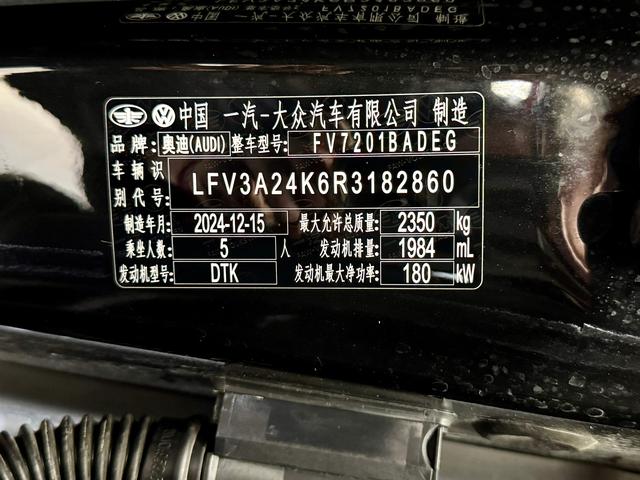 FV7201BADEG
中国 一汽-大众汽车有限公司 制造
品牌: 奥迪(AUDI) 整车型号: FV7201BADEG
车辆识别代号: LFV3A24K6R3182860
制造年月: 2024-12-15 最大允许总质量: 2350 kg
乘坐人数: 5 人 发动机排量: 1984 mL
发动机型号: DTK 发动机最大净功率: 180 kW